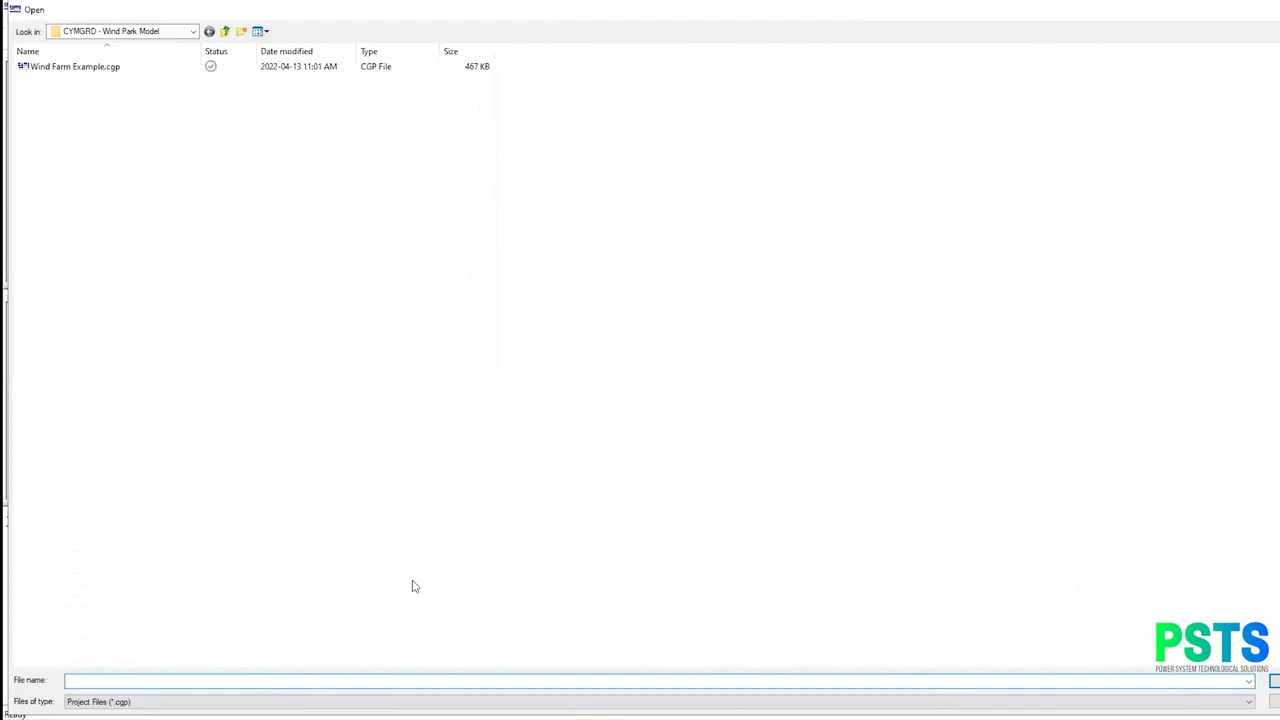 Open
Look in: CYMGRD - Wind Park Model
Name Status Date modified Type Size
Wind Farm Example.cgp 2022-04-13 11:01 AM CGP File 467 KB
PSTS
POWER SYSTEM TECHNOLOGICAL SOLUTIONS
File name:
Files of type: Project Files (*.cgp)
Ready